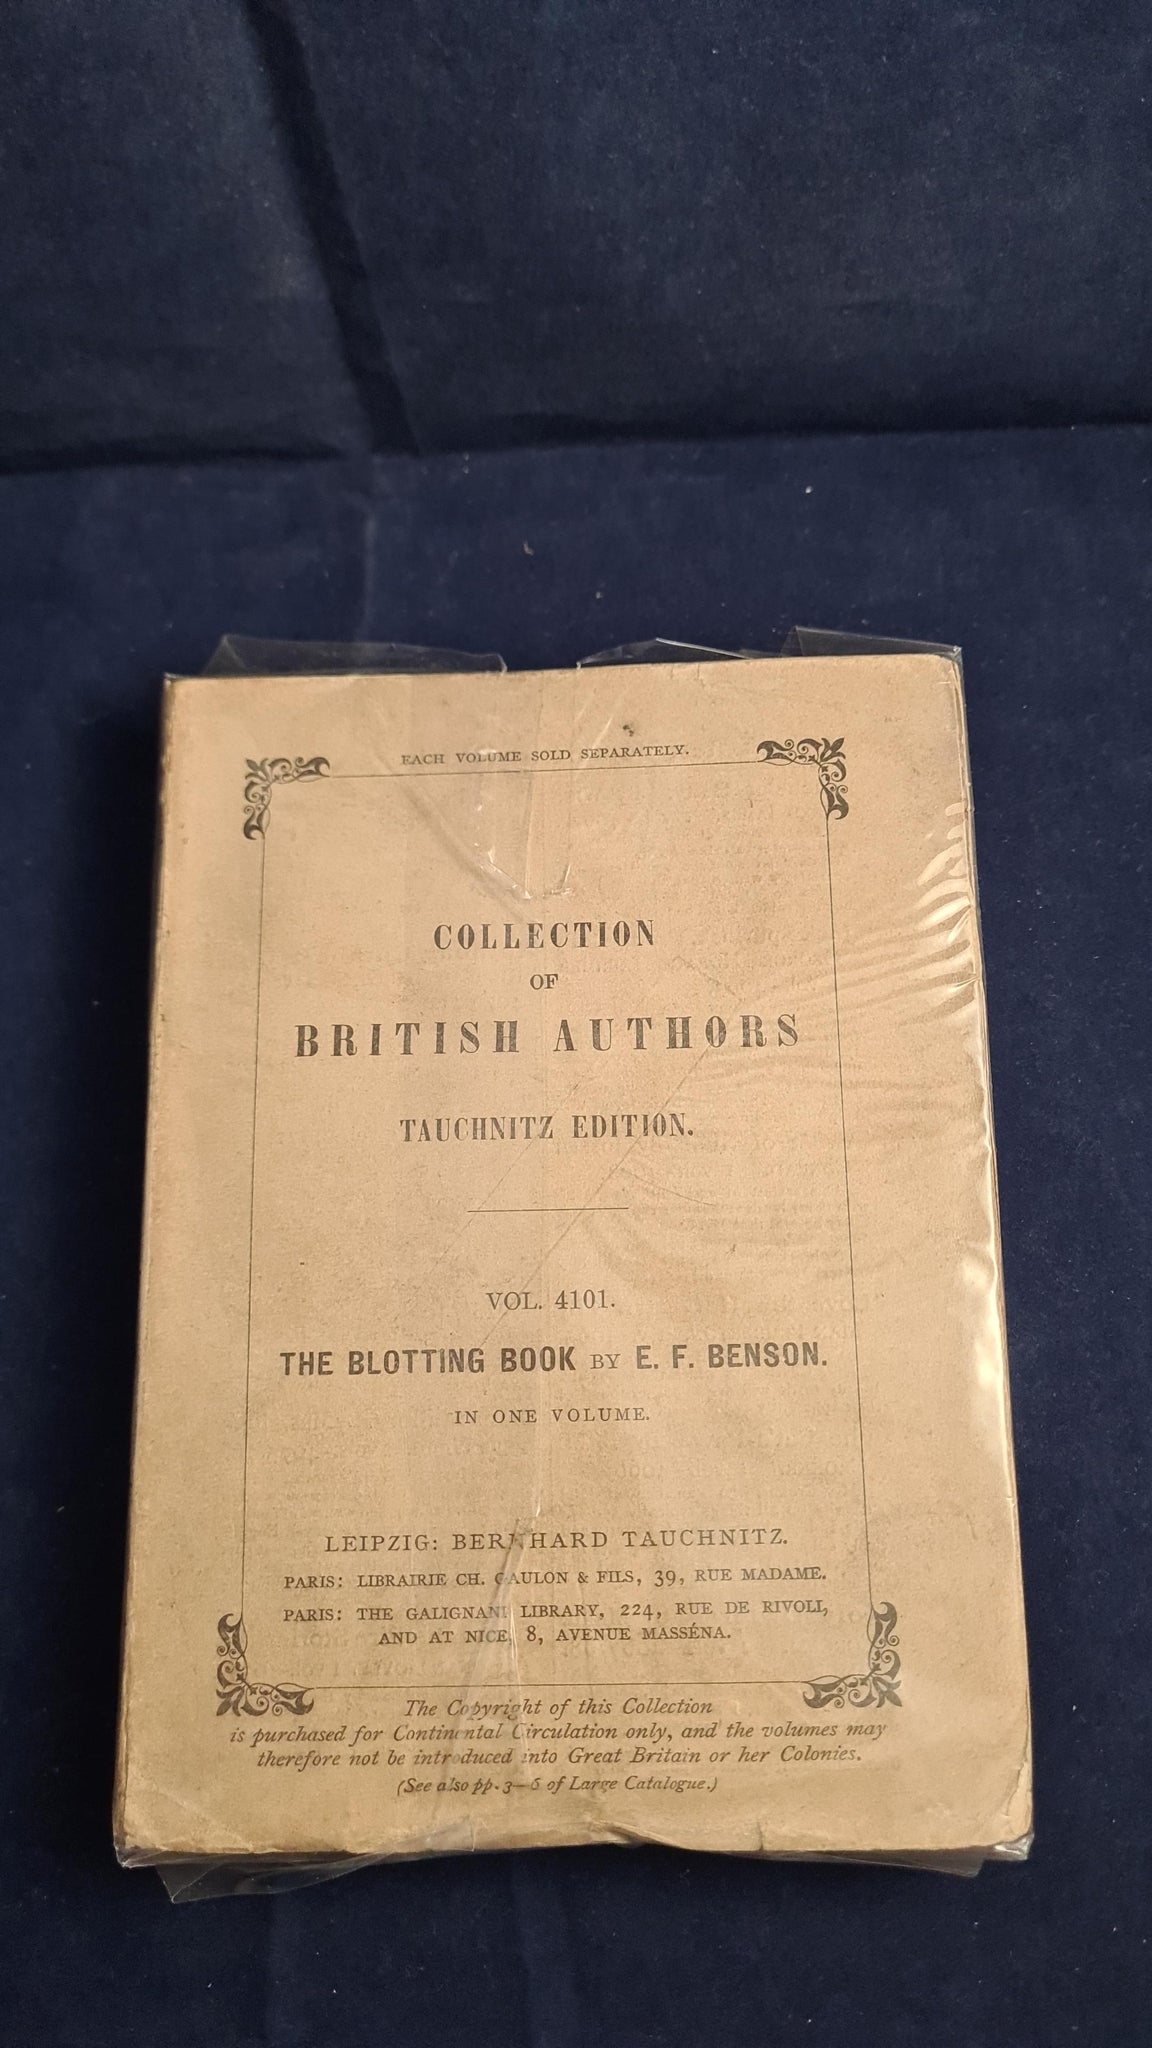 EACH VOLUME SOLD SEPARATELY.
COLLECTION
OF
BRITISH AUTHORS
TAUCHNITZ EDITION.
VOL. 4101.
THE BLOTTING BOOK BY E. F. BENSON.
IN ONE VOLUME.
LEIPZIG: BERNHARD TAUCHNITZ.
PARIS: LIBRAIRIE CH. GAULON & FILS, 39, RUE MADAME.
PARIS: THE GALIGNANI LIBRARY, 224, RUE DE RIVOLI,
AND AT NICE, 8, AVENUE MASSÉNA.
The Copyright of this Collection
is purchased for Continental Circulation only, and the volumes may
therefore not be introduced into Great Britain or her Colonies.
(See also pp. 3—6 of Large Catalogue.)